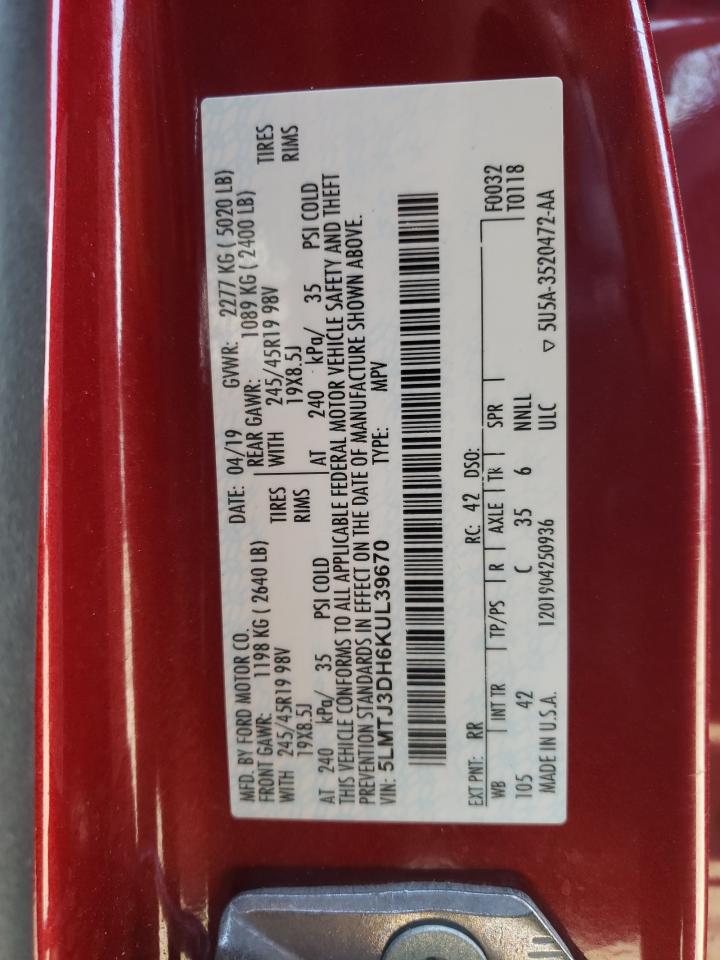 MFD. BY FORD MOTOR CO. DATE: 04/19 GVWR: 2277 KG ( 5020 LB)
FRONT GAWR: 1198 KG ( 2640 LB) REAR GAWR: 1089 KG ( 2400 LB)
WITH 245/45R19 98V TIRES WITH 245/45R19 98V TIRES
19X8.5J RIMS 19X8.5J RIMS
AT 240 kPa/ 35 PSI COLD AT 240 kPa/ 35 PSI COLD
THIS VEHICLE CONFORMS TO ALL APPLICABLE FEDERAL MOTOR VEHICLE SAFETY AND THEFT
PREVENTION STANDARDS IN EFFECT ON THE DATE OF MANUFACTURE SHOWN ABOVE.
VIN: 5LMTJ3DH6KUL39670 TYPE: MPV
EXT PNT: RR RC: 42 DSO: F0032
WB INT TR TP/PS R AXLE TR SPR T0118
105 42 C 35 6 NNLL
MADE IN U.S.A. 1201904250936 ULC ▽ 5U5A-3520472-AA